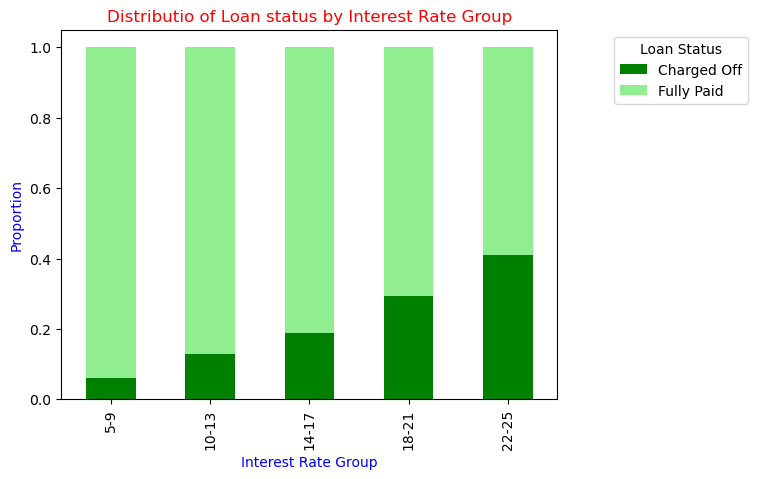 Distributio of Loan status by Interest Rate Group
Loan Status
Charged Off
Fully Paid
Proportion
1.0
0.8
0.6
0.4
0.2
0.0
5-9
10-13
14-17
18-21
22-25
Interest Rate Group